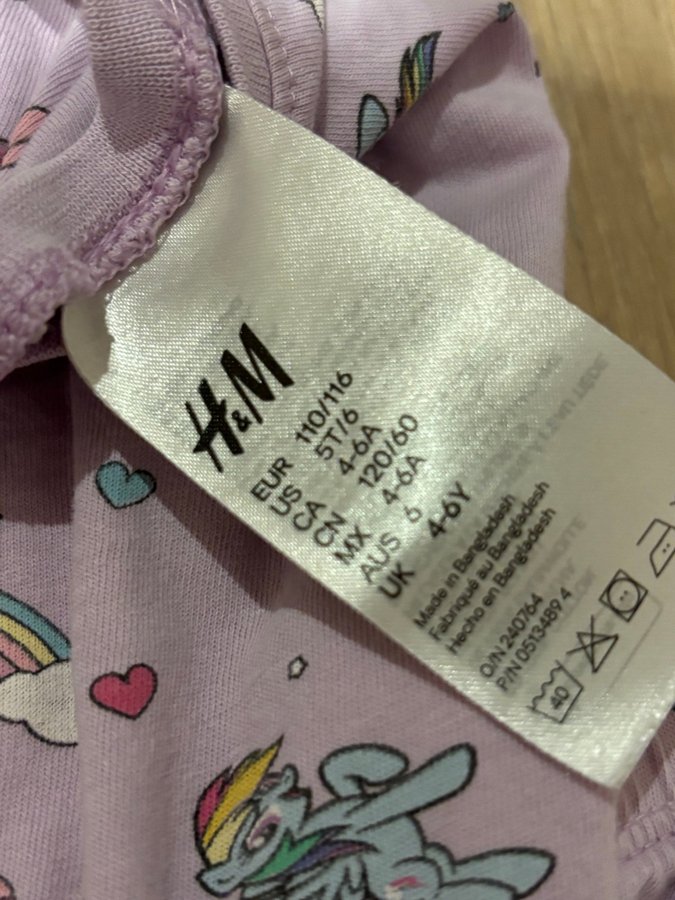 H&M
EUR 110/116
US 5T/6
CA 4-6A
CN 120/60
MX 4-6A
AUS 6
UK 4-6Y
Made in Bangladesh
Fabriqué au Bangladesh
Hecho en Bangladesh
O/N 240764
P/N 0513489 4
40